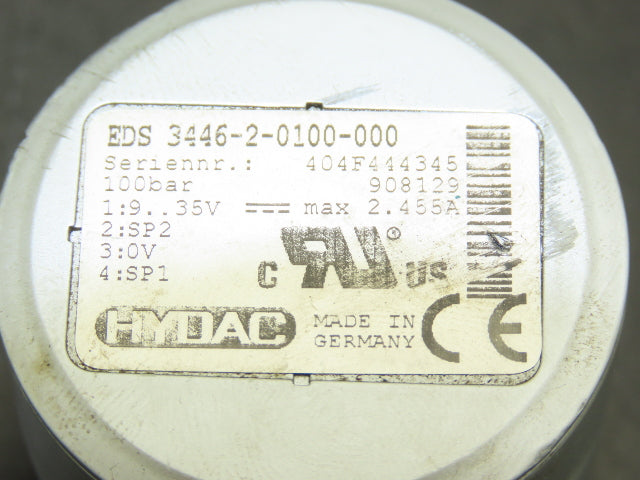 EDS 3446-2-0100-000
Seriennr.: 404F444345
100bar 908129
1:9..35V max 2.455A
2:SP2
3:0V
4:SP1
C RU ® US
HYDAC MADE IN GERMANY CE